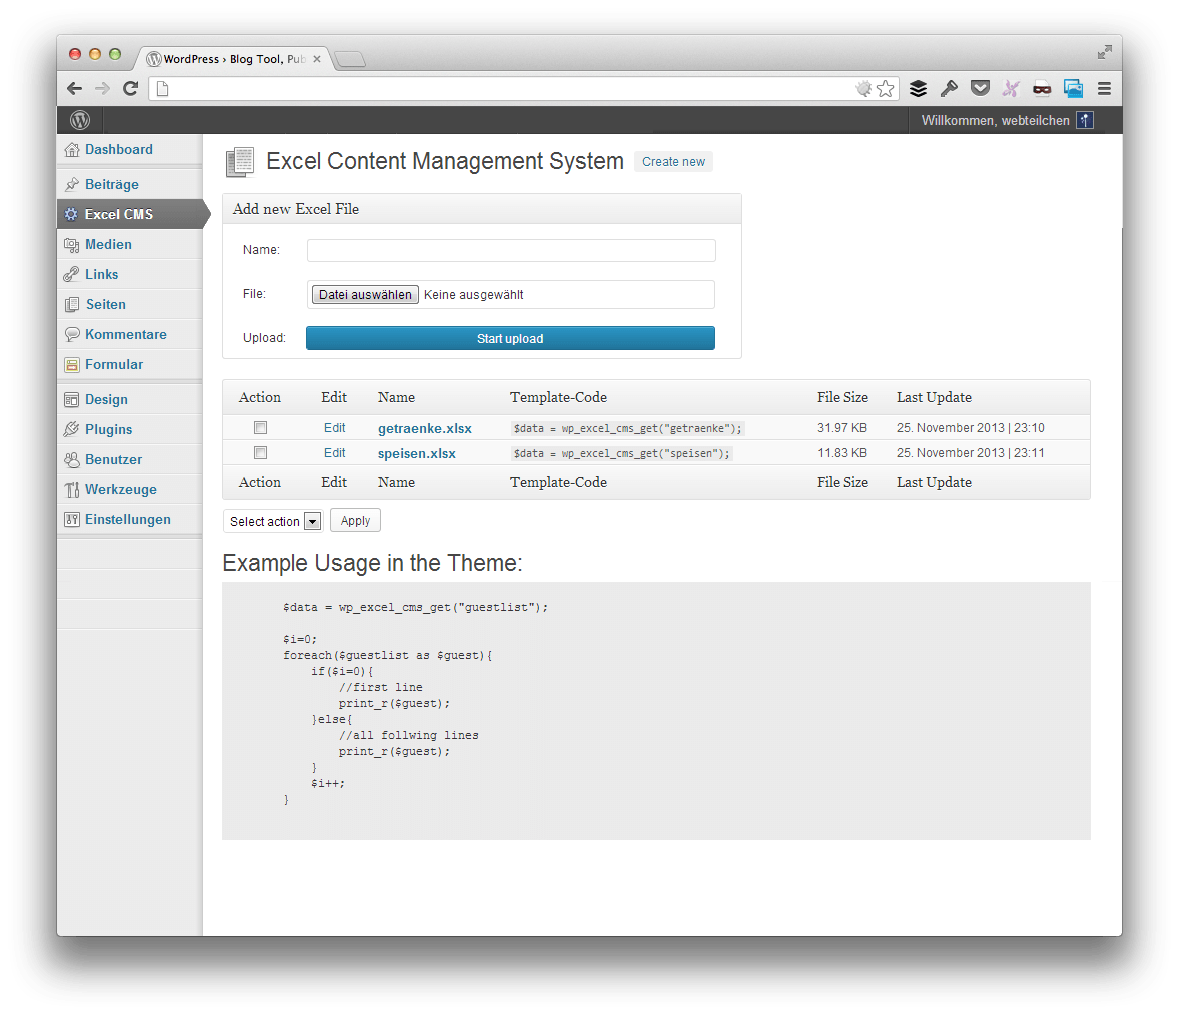 WordPress › Blog Tool, Pub
Willkommen, webteilchen
Dashboard
Beiträge
Excel CMS
Medien
Links
Seiten
Kommentare
Formular
Design
Plugins
Benutzer
Werkzeuge
Einstellungen
Excel Content Management System Create new
Add new Excel File
Name:
File: Datei auswählen Keine ausgewählt
Upload: Start upload
Action Edit Name Template-Code File Size Last Update
Edit getraenke.xlsx $data = wp_excel_cms_get("getraenke"); 31.97 KB 25. November 2013 | 23:10
Edit speisen.xlsx $data = wp_excel_cms_get("speisen"); 11.83 KB 25. November 2013 | 23:11
Action Edit Name Template-Code File Size Last Update
Select action Apply
Example Usage in the Theme:
$data = wp_excel_cms_get("guestlist");
$i=0;
foreach($guestlist as $guest){
if($i=0){
//first line
print_r($guest);
}else{
//all follwing lines
print_r($guest);
}
$i++;
}